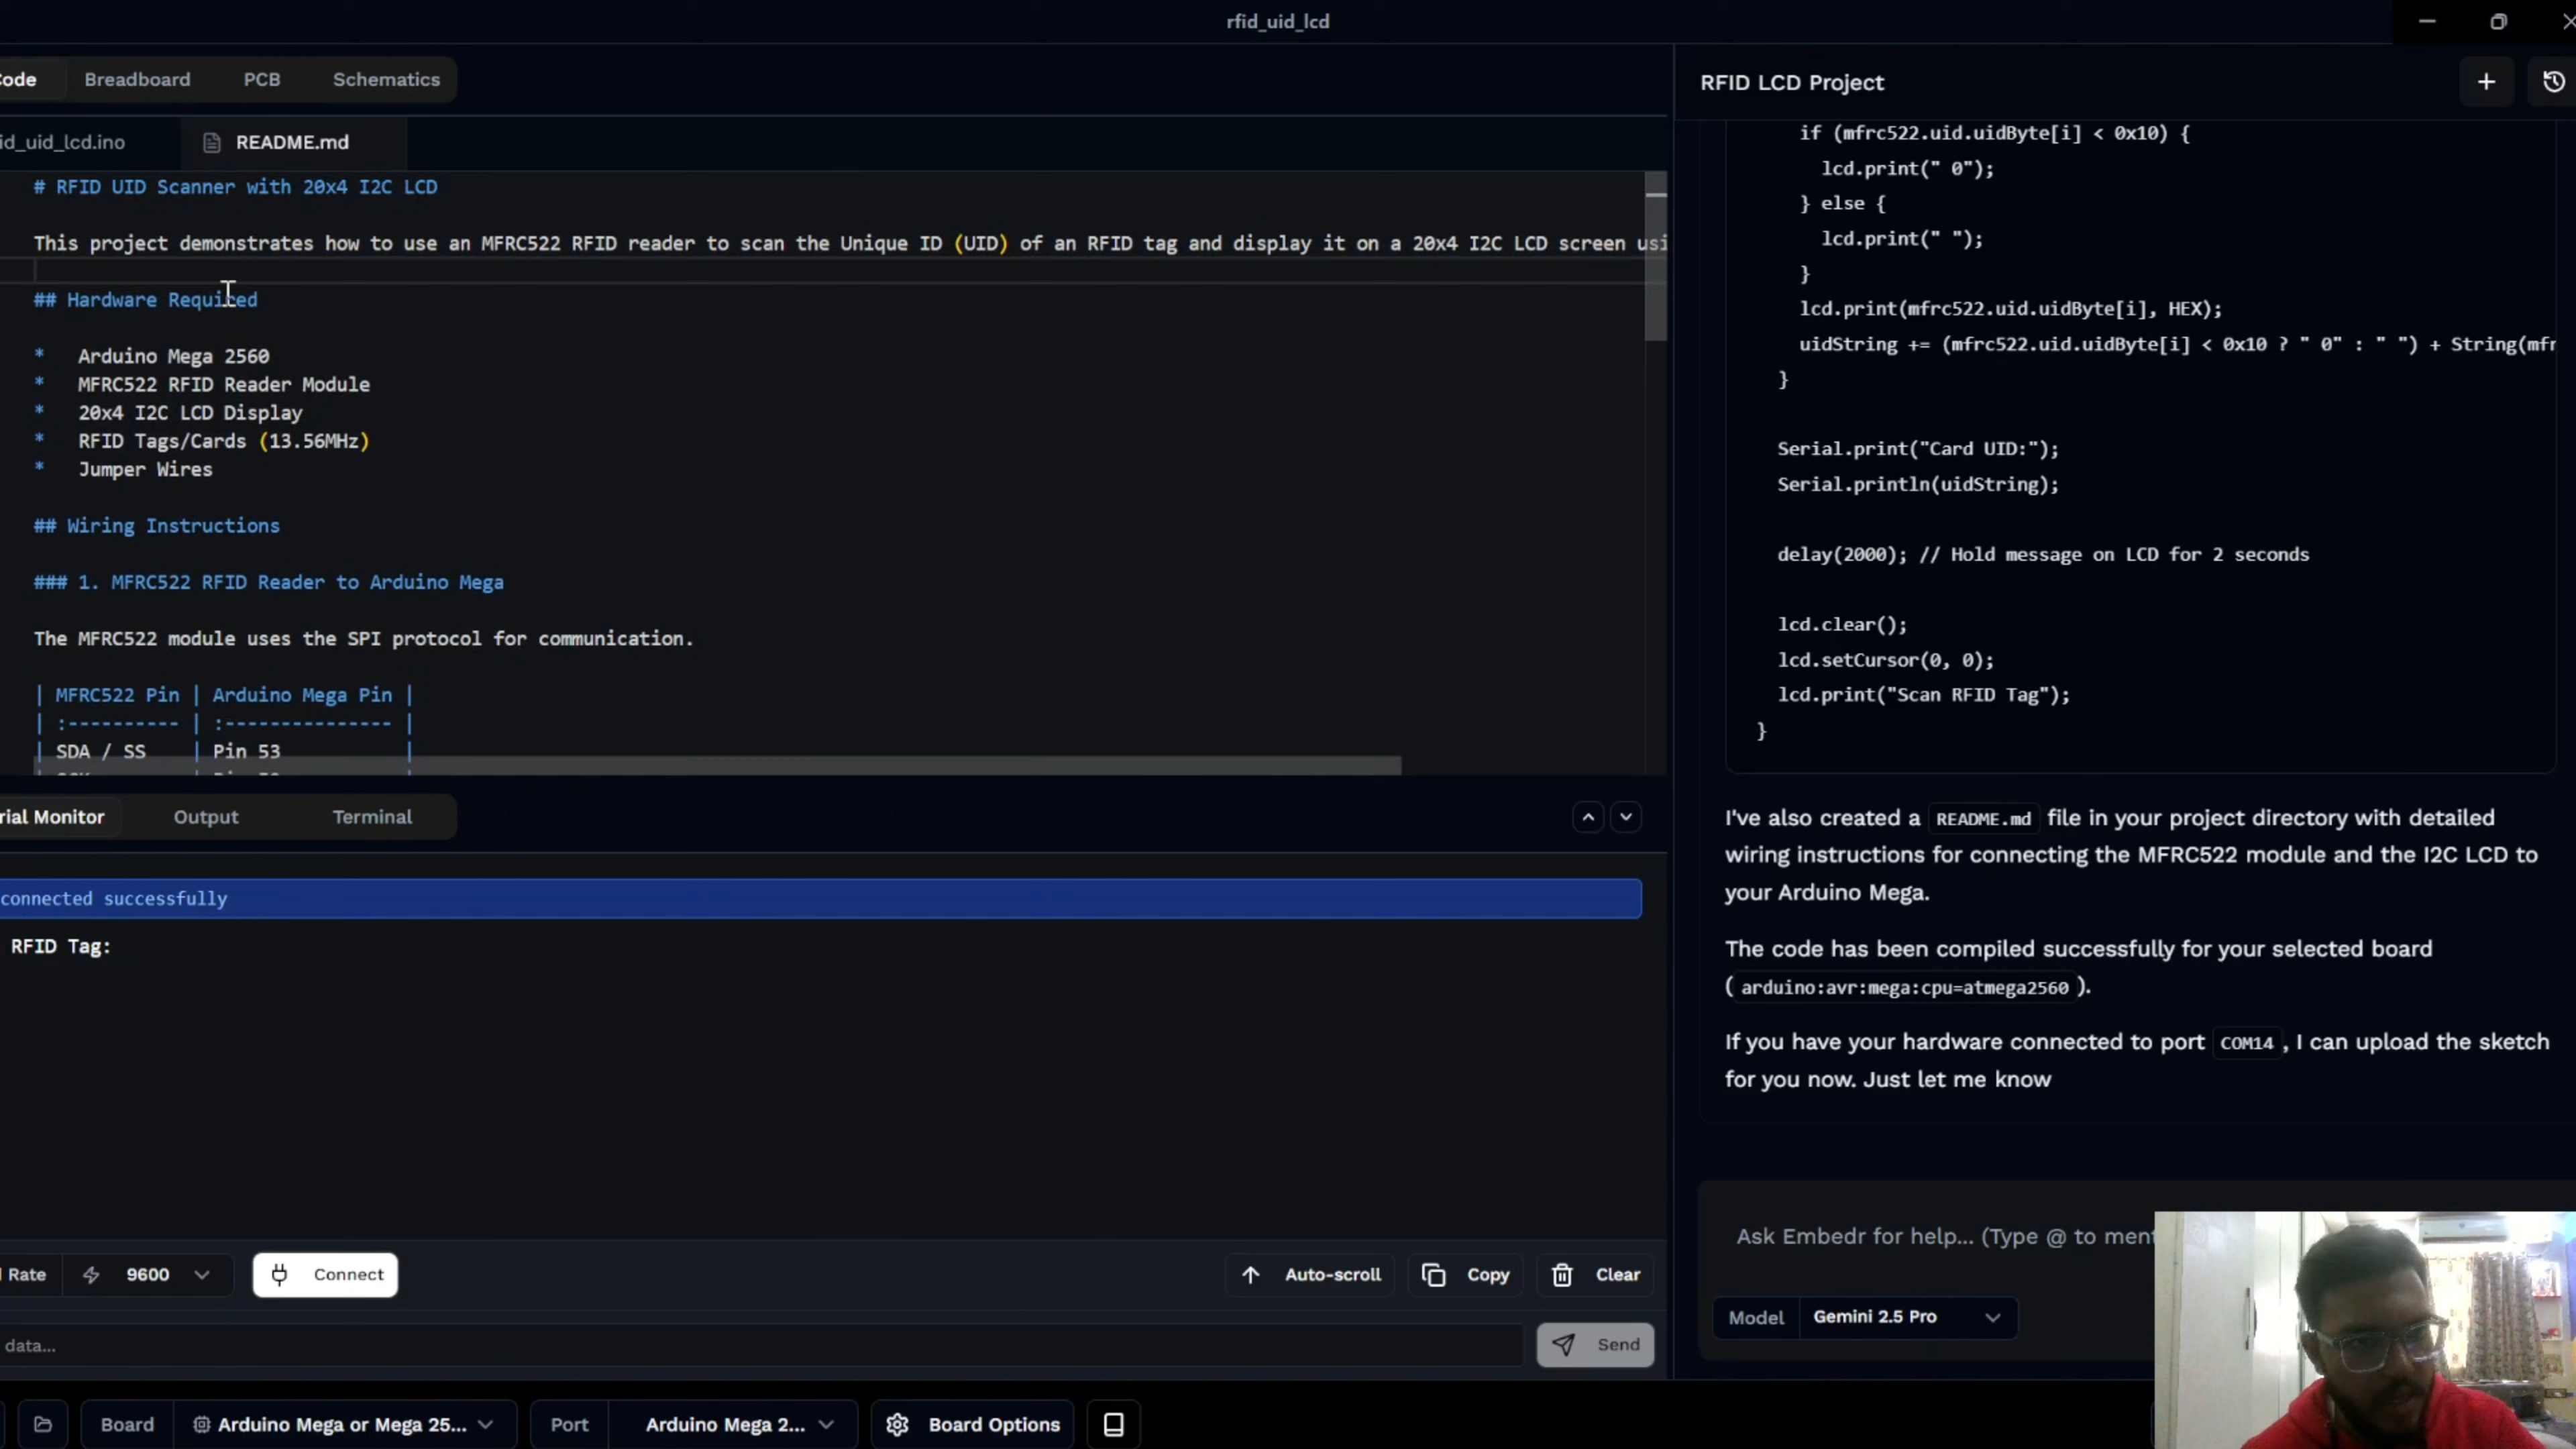 rfid_uid_lcd
Code Breadboard PCB Schematics
id_uid_lcd.ino README.md
# RFID UID Scanner with 20x4 I2C LCD
This project demonstrates how to use an MFRC522 RFID reader to scan the Unique ID (UID) of an RFID tag and display it on a 20x4 I2C LCD screen usi
## Hardware Required
* Arduino Mega 2560
* MFRC522 RFID Reader Module
* 20x4 I2C LCD Display
* RFID Tags/Cards (13.56MHz)
* Jumper Wires
## Wiring Instructions
### 1. MFRC522 RFID Reader to Arduino Mega
The MFRC522 module uses the SPI protocol for communication.
| MFRC522 Pin | Arduino Mega Pin |
| :---------- | :--------------- |
| SDA / SS | Pin 53 |
rial Monitor Output Terminal
connected successfully
RFID Tag:
Rate 9600 Connect Auto-scroll Copy Clear
data... Send
Board Arduino Mega or Mega 25... Port Arduino Mega 2... Board Options
RFID LCD Project
if (mfrc522.uid.uidByte[i] < 0x10) {
lcd.print(" 0");
} else {
lcd.print(" ");
}
lcd.print(mfrc522.uid.uidByte[i], HEX);
uidString += (mfrc522.uid.uidByte[i] < 0x10 ? " 0" : " ") + String(mfr
}
Serial.print("Card UID:");
Serial.println(uidString);
delay(2000); // Hold message on LCD for 2 seconds
lcd.clear();
lcd.setCursor(0, 0);
lcd.print("Scan RFID Tag");
}
I've also created a README.md file in your project directory with detailed
wiring instructions for connecting the MFRC522 module and the I2C LCD to
your Arduino Mega.
The code has been compiled successfully for your selected board
( arduino:avr:mega:cpu=atmega2560 ).
If you have your hardware connected to port COM14 , I can upload the sketch
for you now. Just let me know
Ask Embedr for help... (Type @ to ment
Model Gemini 2.5 Pro